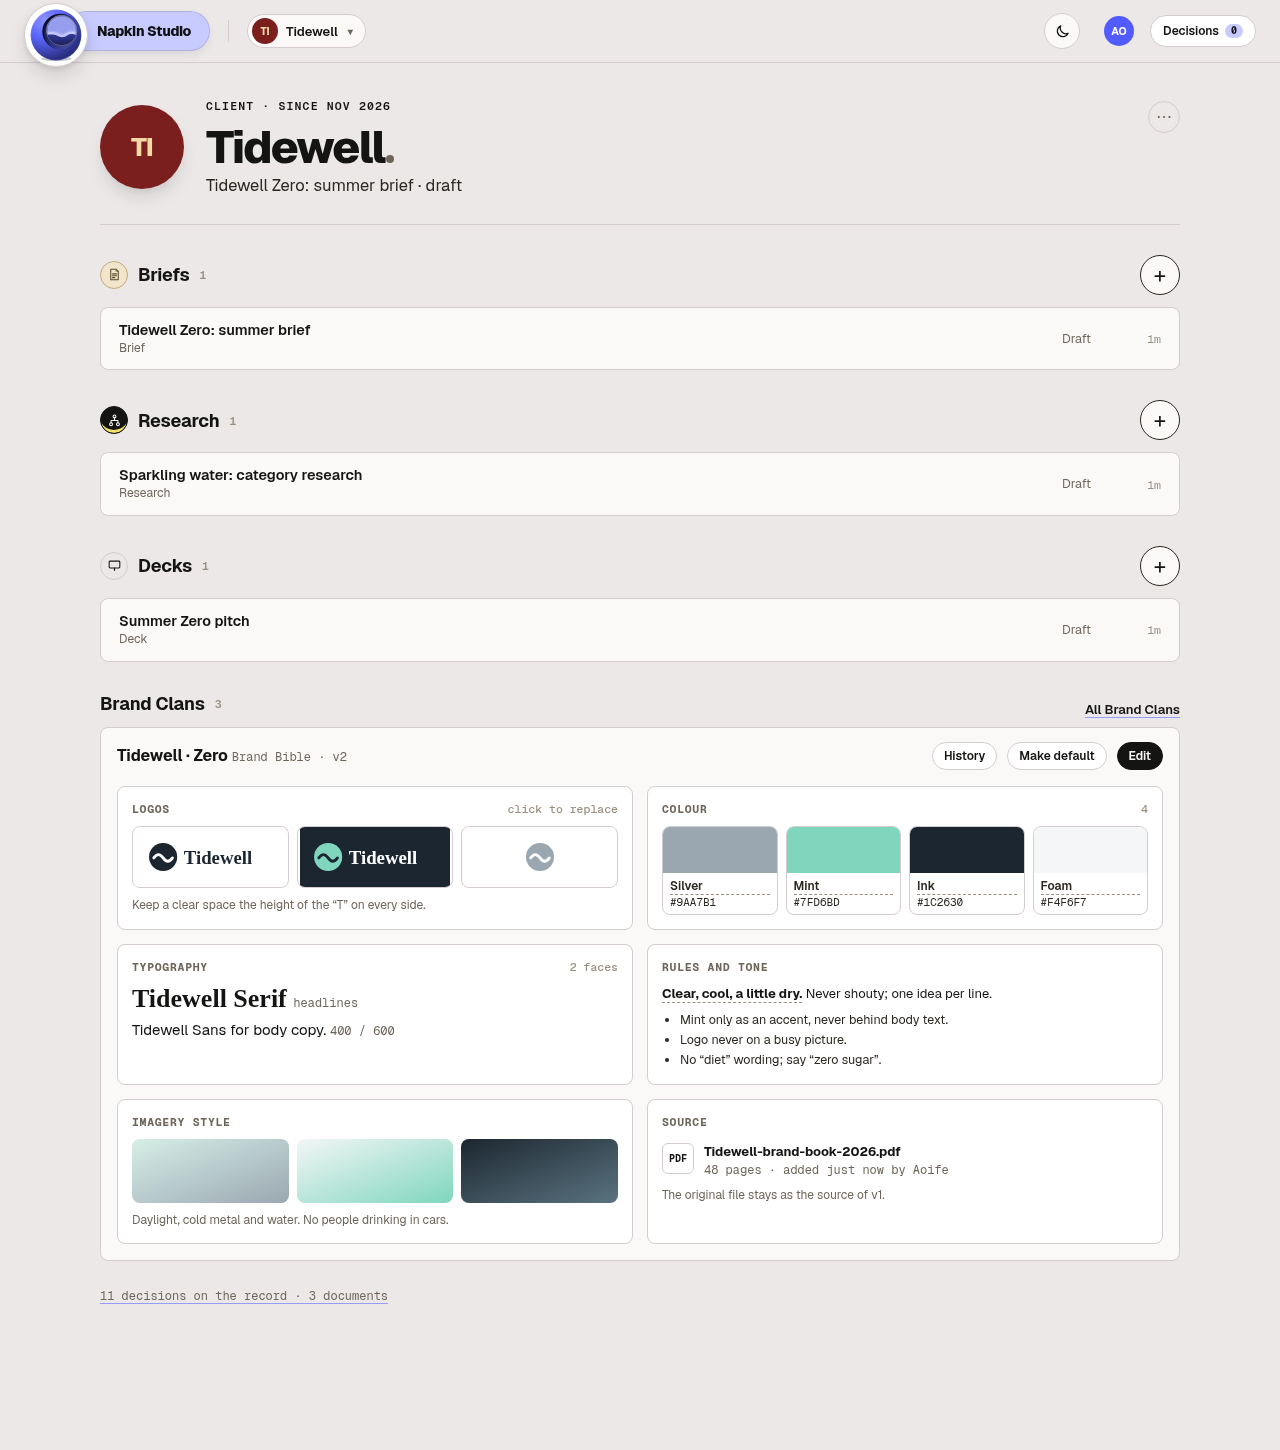 Napkin Studio
TI
Tidewell ▾
AO
Decisions 0
TI
CLIENT · SINCE NOV 2026
Tidewell.
Tidewell Zero: summer brief · draft
Briefs 1
Tidewell Zero: summer brief
Brief
Draft
1m
Research 1
Sparkling water: category research
Research
Draft
1m
Decks 1
Summer Zero pitch
Deck
Draft
1m
Brand Clans 3
All Brand Clans
Tidewell · Zero Brand Bible · v2
History
Make default
Edit
LOGOS
click to replace
Tidewell
Tidewell
Keep a clear space the height of the “T” on every side.
COLOUR
4
Silver
#9AA7B1
Mint
#7FD6BD
Ink
#1C2630
Foam
#F4F6F7
TYPOGRAPHY
2 faces
Tidewell Serif headlines
Tidewell Sans for body copy. 400 / 600
RULES AND TONE
Clear, cool, a little dry. Never shouty; one idea per line.
• Mint only as an accent, never behind body text.
• Logo never on a busy picture.
• No “diet” wording; say “zero sugar”.
IMAGERY STYLE
Daylight, cold metal and water. No people drinking in cars.
SOURCE
PDF
Tidewell-brand-book-2026.pdf
48 pages · added just now by Aoife
The original file stays as the source of v1.
11 decisions on the record · 3 documents